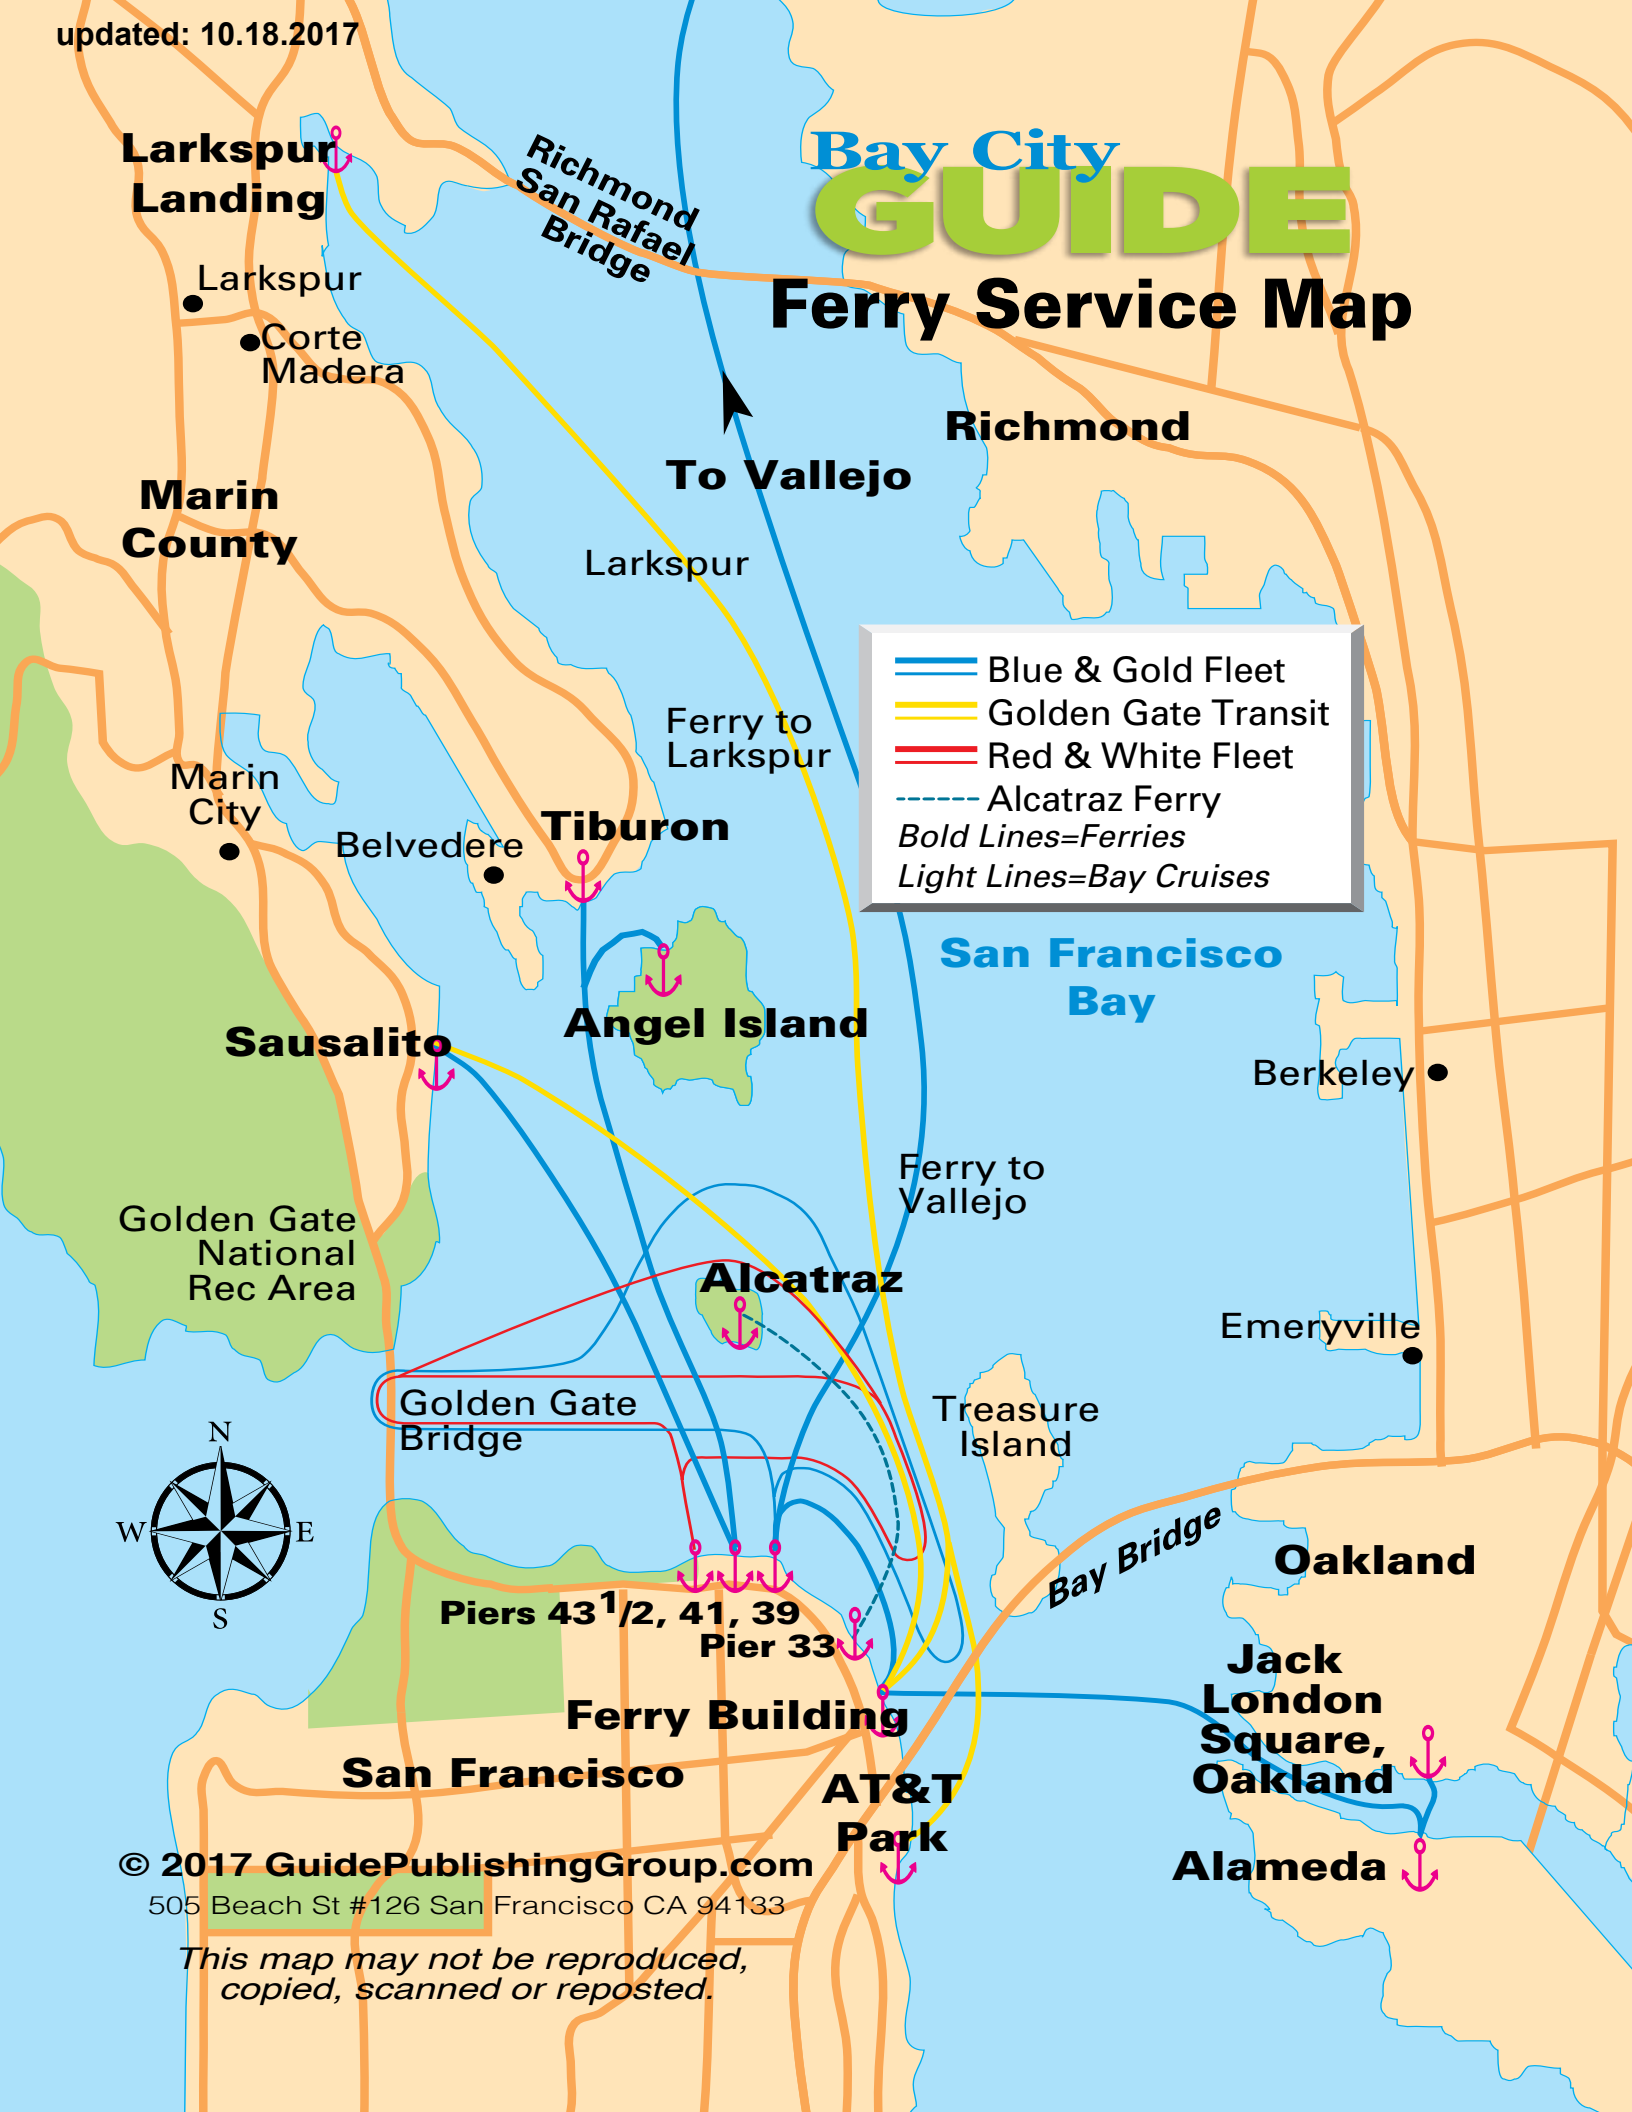 updated: 10.18.2017
Larkspur
Landing
Richmond
San Rafael
Bridge
Bay City
GUIDE
Ferry Service Map
Larkspur
Corte
Madera
Richmond
To Vallejo
Marin
County
Larkspur
Blue & Gold Fleet
Golden Gate Transit
Red & White Fleet
Alcatraz Ferry
Bold Lines=Ferries
Light Lines=Bay Cruises
Ferry to
Larkspur
Marin
City
Belvedere
Tiburon
San Francisco
Bay
Angel Island
Sausalito
Berkeley
Ferry to
Vallejo
Golden Gate
National
Rec Area
Alcatraz
Emeryville
Golden Gate
Bridge
Treasure
Island
N
W
E
S
Bay Bridge
Oakland
Piers 43 1/2, 41, 39
Pier 33
Jack
London
Square,
Oakland
Ferry Building
San Francisco
AT&T
Park
Alameda
© 2017 GuidePublishingGroup.com
505 Beach St #126 San Francisco CA 94133
This map may not be reproduced,
copied, scanned or reposted.